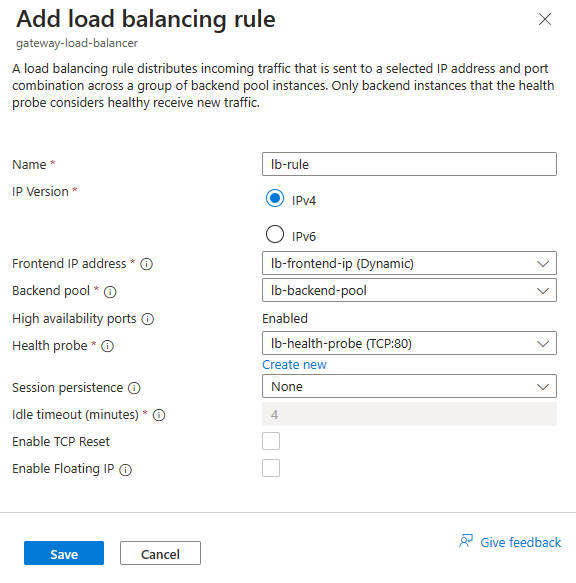 Add load balancing rule
gateway-load-balancer
A load balancing rule distributes incoming traffic that is sent to a selected IP address and port
combination across a group of backend pool instances. Only backend instances that the health
probe considers healthy receive new traffic.
Name * lb-rule
IP Version * IPv4
IPv6
Frontend IP address * lb-frontend-ip (Dynamic)
Backend pool * lb-backend-pool
High availability ports Enabled
Health probe * lb-health-probe (TCP:80)
Create new
Session persistence None
Idle timeout (minutes) * 4
Enable TCP Reset
Enable Floating IP
Save Cancel Give feedback